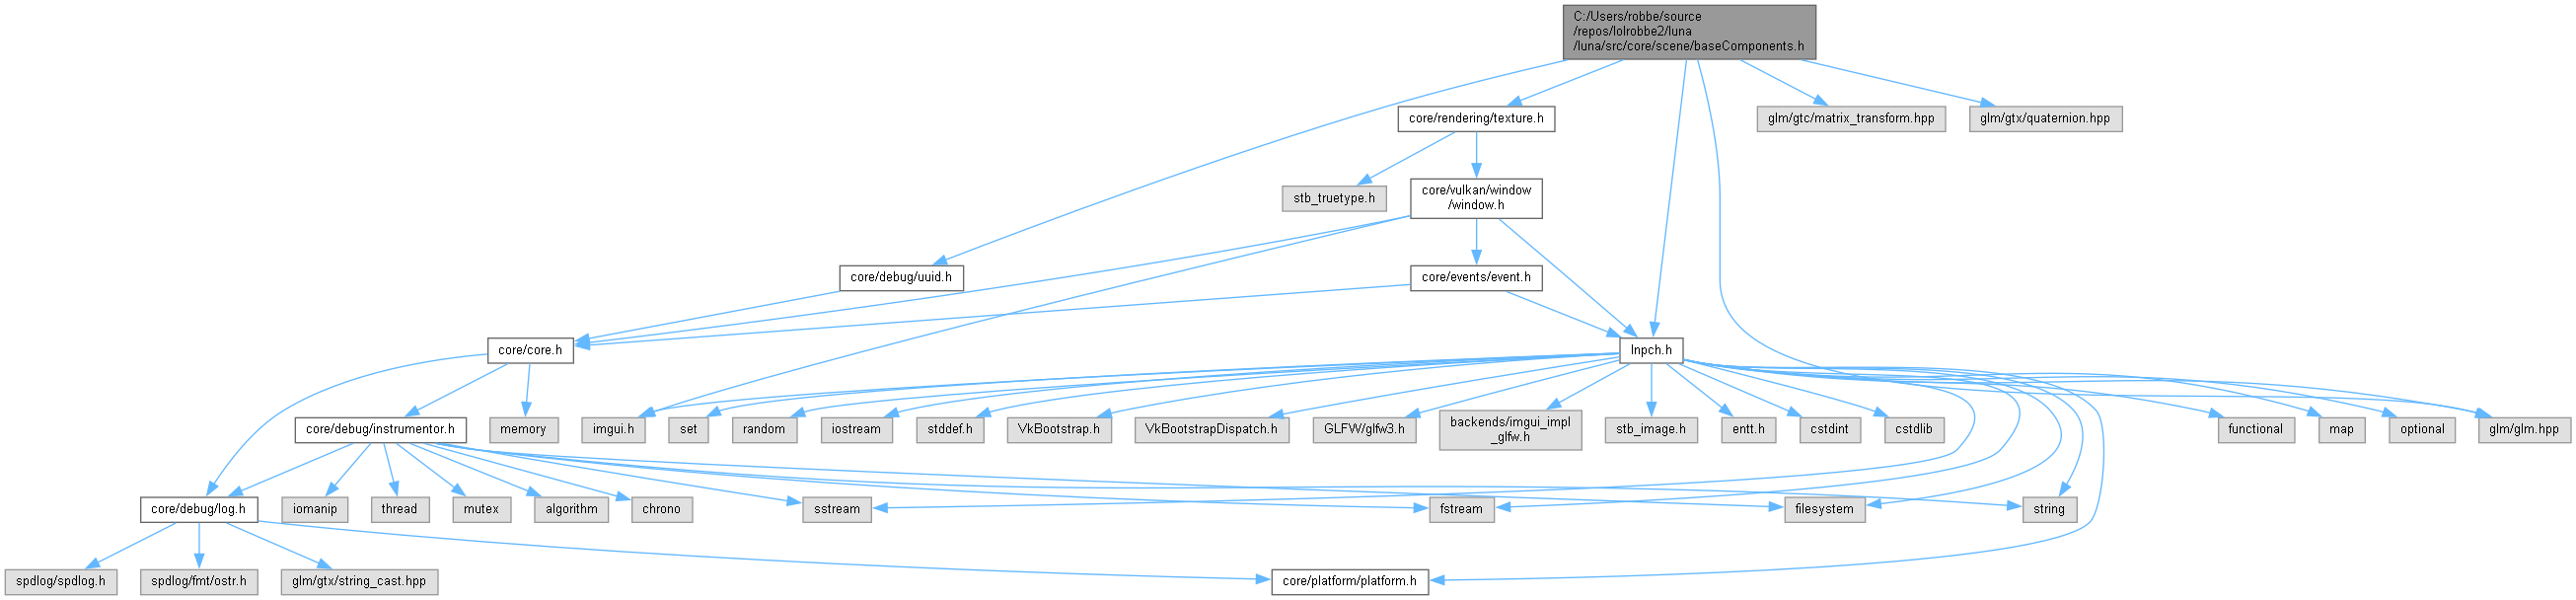 C:/Users/robbe/source
/repos/lolrobbe2/luna
/luna/src/core/scene/baseComponents.h
core/rendering/texture.h
glm/gtc/matrix_transform.hpp
glm/gtx/quaternion.hpp
stb_truetype.h
core/vulkan/window
/window.h
core/debug/uuid.h
core/events/event.h
core/core.h
lnpch.h
core/debug/instrumentor.h
memory
imgui.h
set
random
iostream
stddef.h
VkBootstrap.h
VkBootstrapDispatch.h
GLFW/glfw3.h
backends/imgui_impl
_glfw.h
stb_image.h
entt.h
cstdint
cstdlib
functional
map
optional
glm/glm.hpp
core/debug/log.h
iomanip
thread
mutex
algorithm
chrono
sstream
fstream
filesystem
string
spdlog/spdlog.h
spdlog/fmt/ostr.h
glm/gtx/string_cast.hpp
core/platform/platform.h